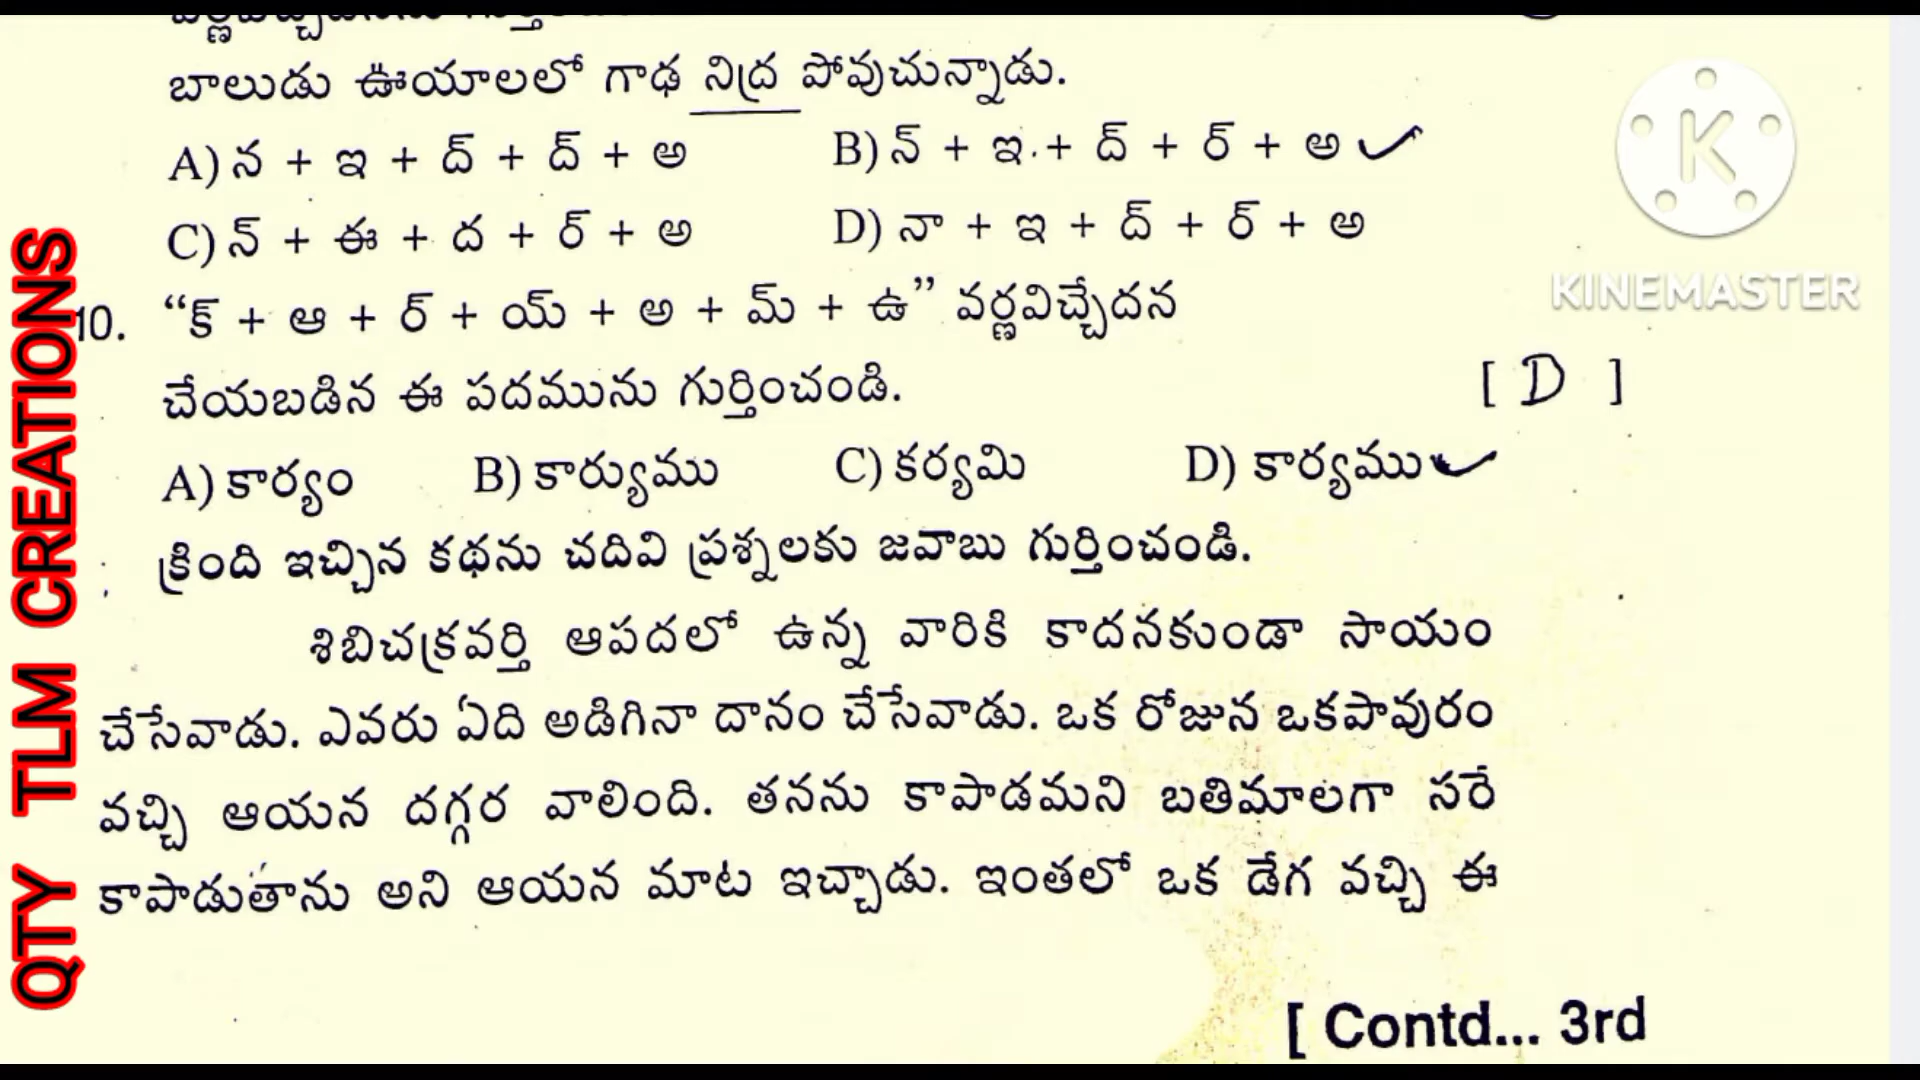 బాలుడు ఊయాలలో గాఢ నిద్ర పోవుచున్నాడు.
A) న + ఇ + ద్ + ద్ + అ B) న్ + ఇ + ద్ + ర్ + అ ✓
C) న్ + ఈ + ద + ర్ + అ D) నా + ఇ + ద్ + ర్ + అ
10. “క్ + ఆ + ర్ + య్ + అ + మ్ + ఉ” వర్ణవిచ్ఛేదన
చేయబడిన ఈ పదమును గుర్తించండి. [ D ]
A) కార్యం B) కార్యుము C) కర్యమి D) కార్యము ✓
క్రింది ఇచ్చిన కథను చదివి ప్రశ్నలకు జవాబు గుర్తించండి.
శిబిచక్రవర్తి ఆపదలో ఉన్న వారికి కాదనకుండా సాయం
చేసేవాడు. ఎవరు ఏది అడిగినా దానం చేసేవాడు. ఒక రోజున ఒకపావురం
వచ్చి ఆయన దగ్గర వాలింది. తనను కాపాడమని బతిమాలగా సరే
కాపాడుతాను అని ఆయన మాట ఇచ్చాడు. ఇంతలో ఒక డేగ వచ్చి ఈ
[ Contd... 3rd
QTY TLM CREATIONS
K
KINEMASTER